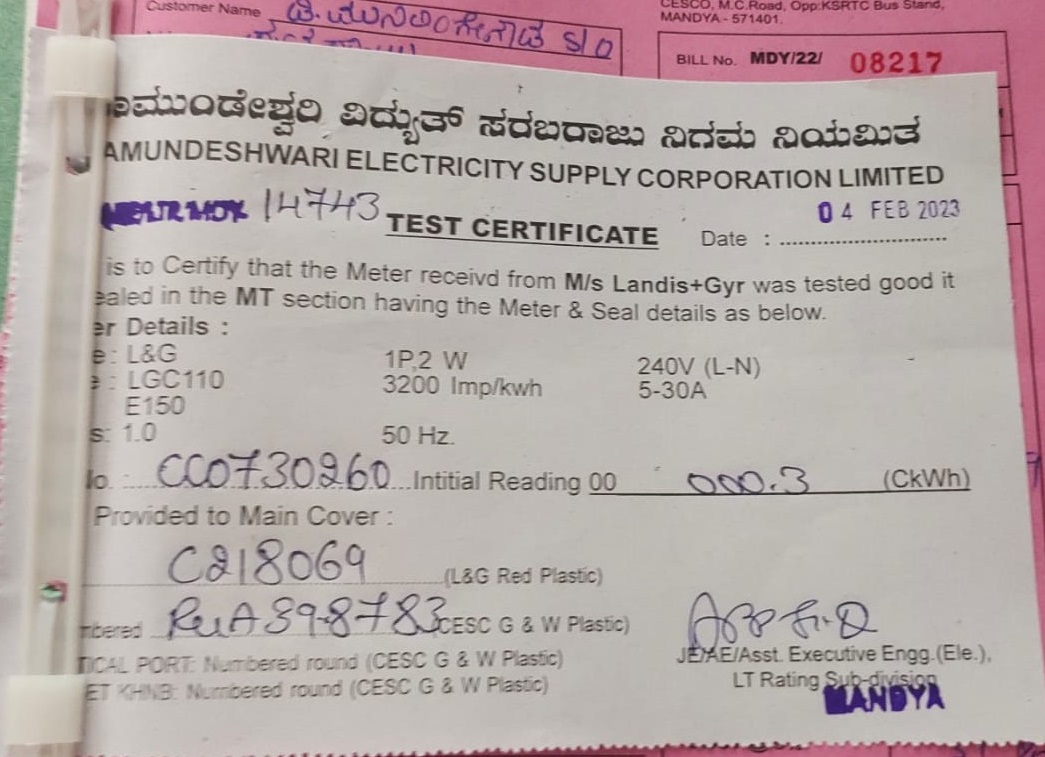 Customer Name
CESCO, M.C.Road, Opp:KSRTC Bus Stand,
MANDYA - 571401.
BILL No. MDY/22/ 08217
ಾಮುಂಡೇಶ್ವರಿ ವಿದ್ಯುತ್ ಸರಬರಾಜು ನಿಗಮ ನಿಯಮಿತ
AMUNDESHWARI ELECTRICITY SUPPLY CORPORATION LIMITED
14743 TEST CERTIFICATE Date : 04 FEB 2023
is to Certify that the Meter receivd from M/s Landis+Gyr was tested good it
ealed in the MT section having the Meter & Seal details as below.
er Details :
e: L&G 1P,2 W 240V (L-N)
e : LGC110 3200 Imp/kwh 5-30A
E150
s: 1.0 50 Hz.
lo. CC0730260 Intitial Reading 00 000.3 (CkWh)
Provided to Main Cover :
C218069 (L&G Red Plastic)
mbered CESC G & W Plastic)
TICAL PORT: Numbered round (CESC G & W Plastic)
ET KHNB: Numbered round (CESC G & W Plastic)
JE/AE/Asst. Executive Engg.(Ele.),
LT Rating Sub-division
MANDYA